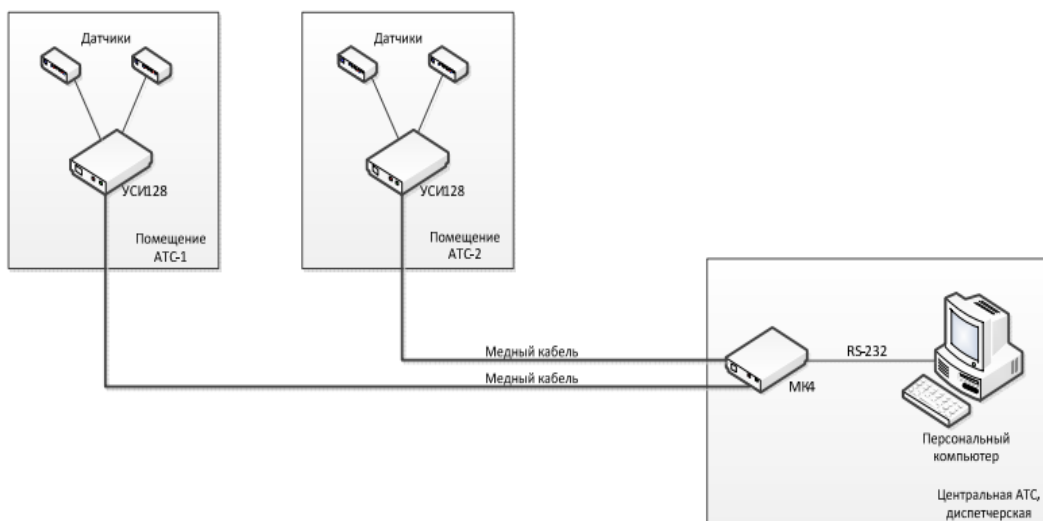 Датчики
УСИ128
Помещение
АТС-1
Датчики
УСИ128
Помещение
АТС-2
Медный кабель
Медный кабель
МК4
RS-232
Персональный
компьютер
Центральная АТС,
диспетчерская